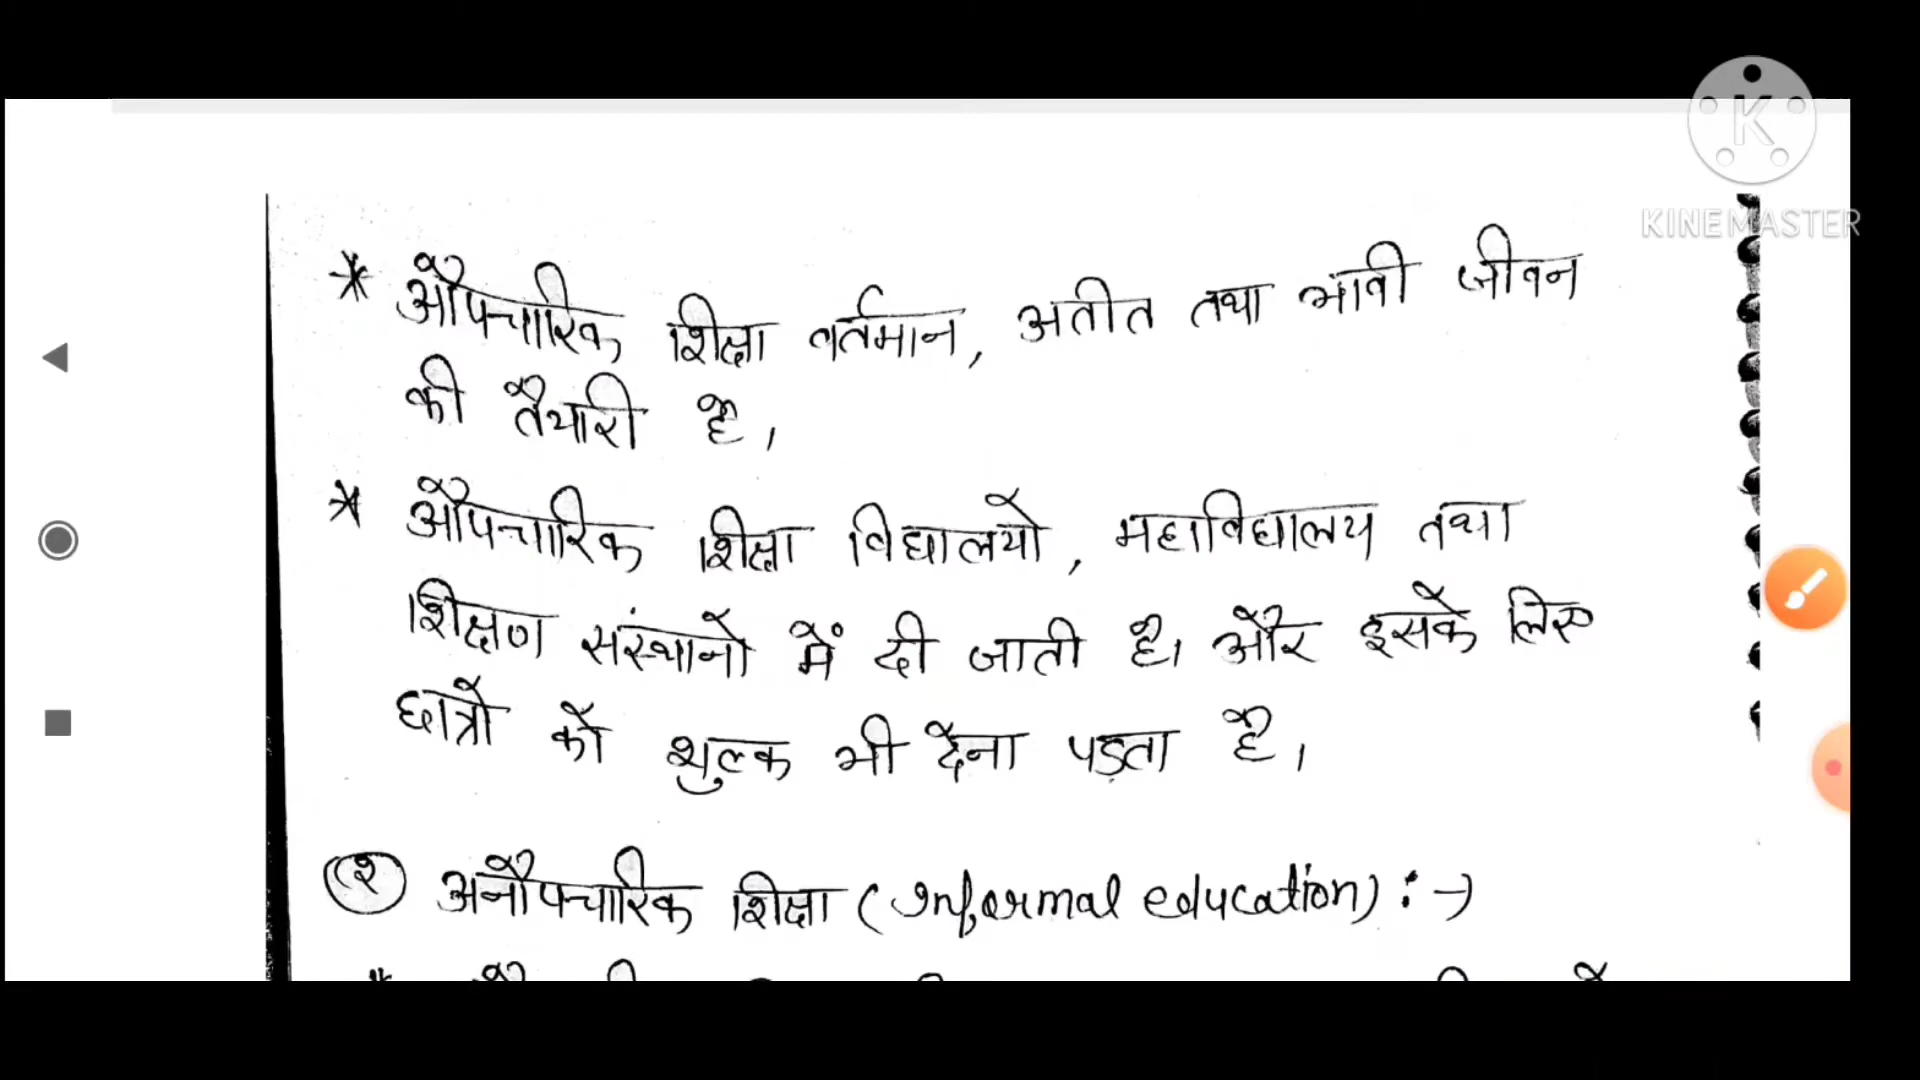 KINEMASTER
* औपचारिक शिक्षा वर्तमान, अतीत तथा भावी जीवन
की तैयारी है,
* औपचारिक शिक्षा विद्यालयो, महाविद्यालय तथा
शिक्षण संस्थानो में दी जाती है। और इसके लिए
छात्रो को शुल्क भी देना पड़ता है,
(२) अनौपचारिक शिक्षा (Informal education) :→